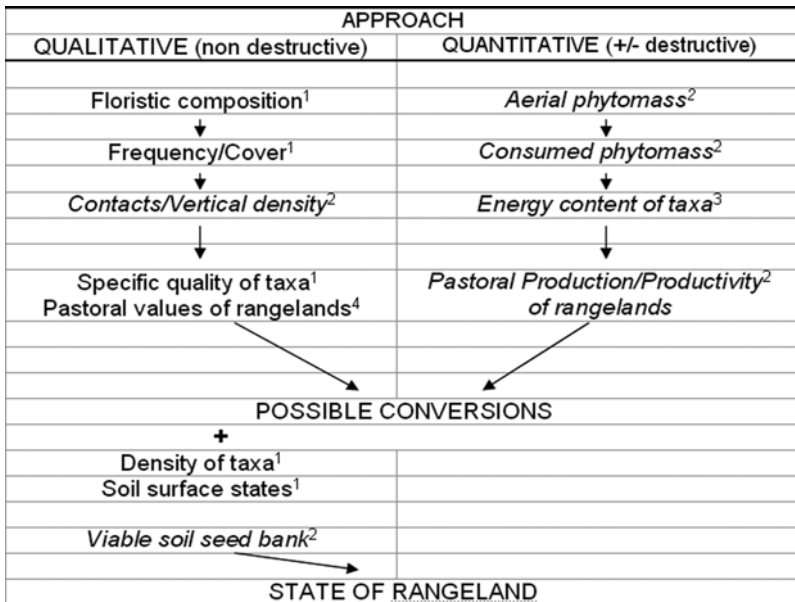 APPROACH
QUALITATIVE (non destructive)
QUANTITATIVE (+/- destructive)
Floristic composition¹
Aerial phytomass²
Frequency/Cover¹
Consumed phytomass²
Contacts/Vertical density²
Energy content of taxa³
Specific quality of taxa¹
Pastoral values of rangelands⁴
Pastoral Production/Productivity²
of rangelands
POSSIBLE CONVERSIONS
+
Density of taxa¹
Soil surface states¹
Viable soil seed bank²
STATE OF RANGELAND